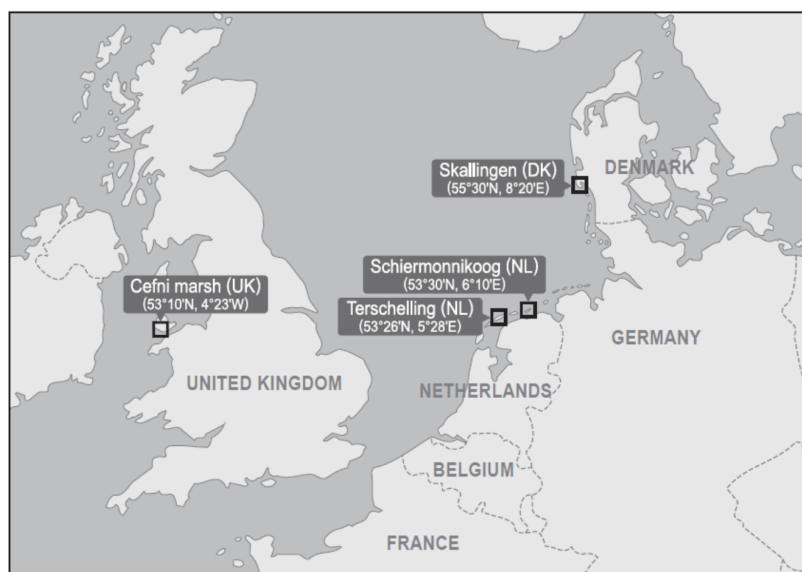 Skallingen (DK)
(55°30'N, 8°20'E)
DENMARK
Schiermonnikoog (NL)
(53°30'N, 6°10'E)
Cefni marsh (UK)
(53°10'N, 4°23'W)
Terschelling (NL)
(53°26'N, 5°28'E)
GERMANY
UNITED KINGDOM
NETHERLANDS
BELGIUM
FRANCE